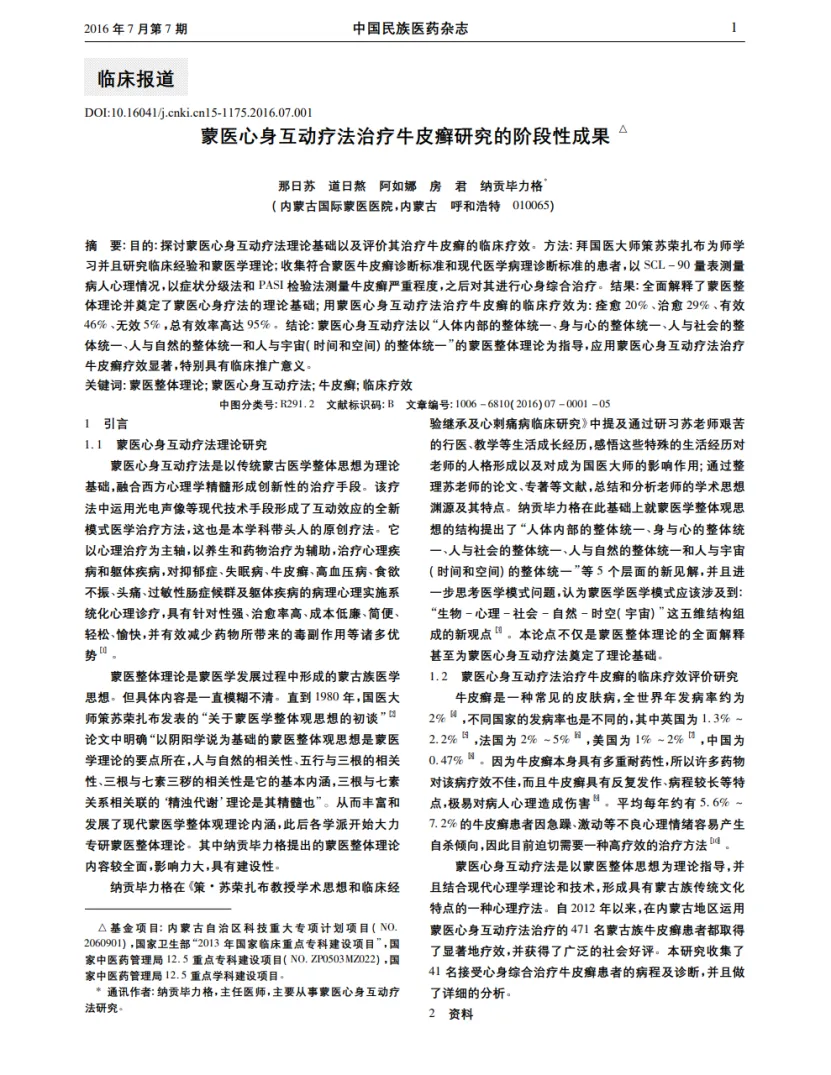 2016 年 7 月第 7 期
中国民族医药杂志
1
临床报道
DOI:10.16041/j.cnki.cn15-1175.2016.07.001
蒙医心身互动疗法治疗牛皮癣研究的阶段性成果 △
那日苏 道日熬 阿如娜 房 君 纳贡毕力格*
(内蒙古国际蒙医医院,内蒙古 呼和浩特 010065)
摘 要:目的:探讨蒙医心身互动疗法理论基础以及评价其治疗牛皮癣的临床疗效。方法:拜国医大师策苏荣扎布为师学
习并且研究临床经验和蒙医学理论;收集符合蒙医牛皮癣诊断标准和现代医学病理诊断标准的患者,以 SCL-90 量表测量
病人心理情况,以症状分级法和 PASI 检验法测量牛皮癣严重程度,之后对其进行心身综合治疗。结果:全面解释了蒙医整
体理论并奠定了蒙医心身疗法的理论基础;用蒙医心身互动疗法治疗牛皮癣的临床疗效为:痊愈 20%、治愈 29%、有效
46%、无效 5%,总有效率高达 95%。结论:蒙医心身互动疗法以“人体内部的整体统一、身与心的整体统一、人与社会的整
体统一、人与自然的整体统一和人与宇宙(时间和空间)的整体统一”的蒙医整体理论为指导,应用蒙医心身互动疗法治疗
牛皮癣疗效显著,特别具有临床推广意义。
关键词:蒙医整体理论;蒙医心身互动疗法;牛皮癣;临床疗效
中图分类号:R291.2 文献标识码:B 文章编号:1006-6810(2016)07-0001-05
1 引言
1.1 蒙医心身互动疗法理论研究
蒙医心身互动疗法是以传统蒙古医学整体思想为理论
基础,融合西方心理学精髓形成创新性的治疗手段。该疗
法中运用光电声像等现代技术手段形成了互动效应的全新
模式医学治疗方法,这也是本学科带头人的原创疗法。它
以心理治疗为主轴,以养生和药物治疗为辅助,治疗心理疾
病和躯体疾病,对抑郁症、失眠病、牛皮癣、高血压病、食欲
不振、头痛、过敏性肠症候群及躯体疾病的病理心理实施系
统化心理诊疗,具有针对性强、治愈率高、成本低廉、简便、
轻松、愉快,并有效减少药物所带来的毒副作用等诸多优
势[1]。
蒙医整体理论是蒙医学发展过程中形成的蒙古族医学
思想。但具体内容是一直模糊不清。直到 1980 年,国医大
师策苏荣扎布发表的“关于蒙医学整体观思想的初谈”[2]
论文中明确“以阴阳学说为基础的蒙医整体观思想是蒙医
学理论的要点所在,人与自然的相关性、五行与三根的相关
性、三根与七素三秽的相关性是它的基本内涵,三根与七素
关系相关联的‘精浊代谢’理论是其精髓也”。从而丰富和
发展了现代蒙医学整体观理论内涵,此后各学派开始大力
专研蒙医整体理论。其中纳贡毕力格提出的蒙医整体理论
内容较全面,影响力大,具有建设性。
纳贡毕力格在《策·苏荣扎布教授学术思想和临床经
△基金项目:内蒙古自治区科技重大专项计划项目(NO.
2060901),国家卫生部“2013 年国家临床重点专科建设项目”,国
家中医药管理局 12.5 重点专科建设项目(NO. ZP0503MZ022),国
家中医药管理局 12.5 重点学科建设项目。
* 通讯作者:纳贡毕力格,主任医师,主要从事蒙医心身互动疗
法研究。
验继承及心刺痛病临床研究》中提及通过研习苏老师艰苦
的行医、教学等生活成长经历,感悟这些特殊的生活经历对
老师的人格形成以及对成为国医大师的影响作用;通过整
理苏老师的论文、专著等文献,总结和分析老师的学术思想
渊源及其特点。纳贡毕力格在此基础上就蒙医学整体观思
想的结构提出了“人体内部的整体统一、身与心的整体统
一、人与社会的整体统一、人与自然的整体统一和人与宇宙
(时间和空间)的整体统一”等 5 个层面的新见解,并且进
一步思考医学模式问题,认为蒙医学医学模式应该涉及到:
“生物-心理-社会-自然-时空(宇宙)”这五维结构组
成的新观点[3]。本论点不仅是蒙医整体理论的全面解释
甚至为蒙医心身互动疗法奠定了理论基础。
1.2 蒙医心身互动疗法治疗牛皮癣的临床疗效评价研究
牛皮癣是一种常见的皮肤病,全世界年发病率约为
2%[4],不同国家的发病率也是不同的,其中英国为 1.3%~
2.2%[5],法国为 2%~5%[6],美国为 1%~2%[7],中国为
0.47%[8]。因为牛皮癣本身具有多重耐药性,所以许多药物
对该病疗效不佳,而且牛皮癣具有反复发作、病程较长等特
点,极易对病人心理造成伤害[9]。平均每年约有 5.6%~
7.2%的牛皮癣患者因急躁、激动等不良心理情绪容易产生
自杀倾向,因此目前迫切需要一种高疗效的治疗方法[10]。
蒙医心身互动疗法是以蒙医整体思想为理论指导,并
且结合现代心理学理论和技术,形成具有蒙古族传统文化
特点的一种心理疗法。自 2012 年以来,在内蒙古地区运用
蒙医心身互动疗法治疗的 471 名蒙古族牛皮癣患者都取得
了显著地疗效,并获得了广泛的社会好评。本研究收集了
41 名接受心身综合治疗牛皮癣患者的病程及诊断,并且做
了详细的分析。
2 资料